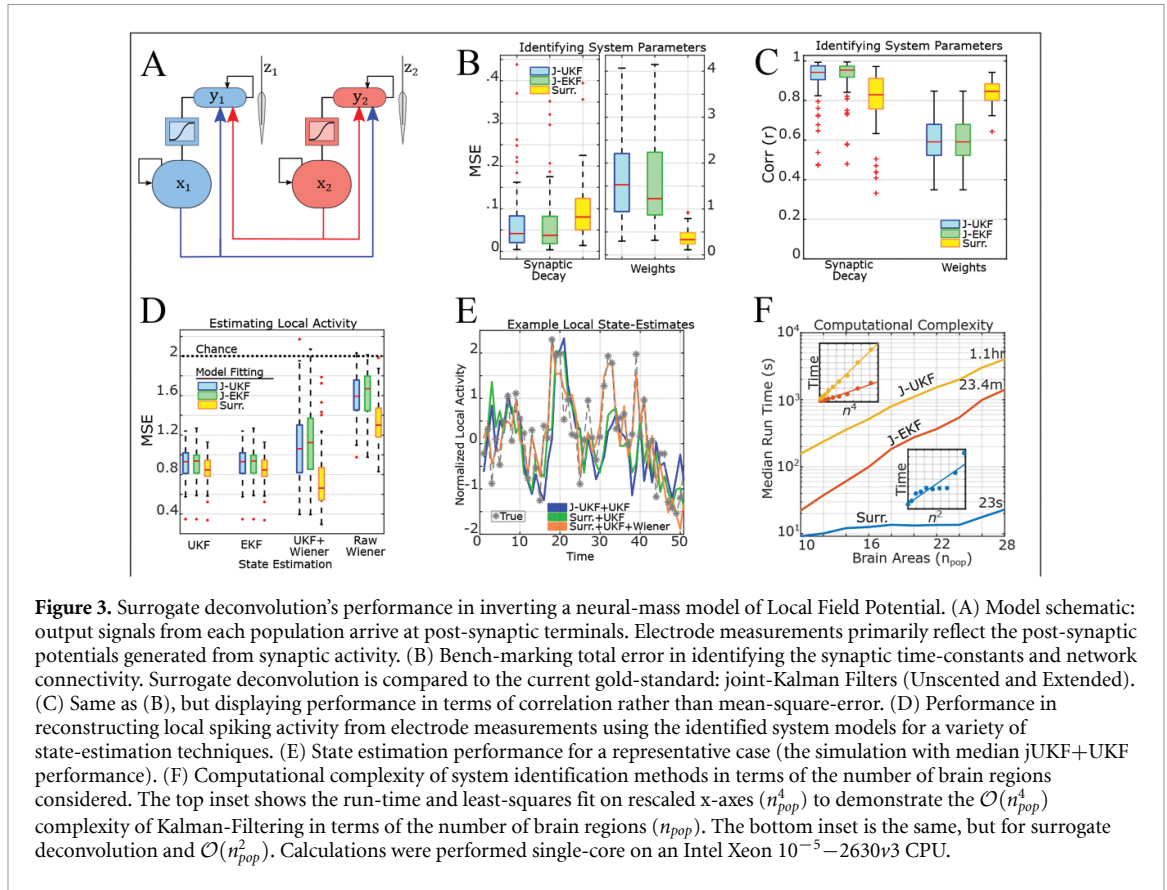 A
z1
z2
y1
y2
x1
x2
B
Identifying System Parameters
J-UKF
J-EKF
Surr.
MSE
.4
.3
.2
.1
0
4
3
2
1
0
Synaptic
Decay
Weights
C
Identifying System Parameters
Corr (r)
1
0.8
0.6
0.4
0.2
0
J-UKF
J-EKF
Surr.
Synaptic
Decay
Weights
D
Estimating Local Activity
Chance
Model Fitting
J-UKF
J-EKF
Surr.
MSE
2
1.6
1.2
0.8
0.4
UKF
EKF
UKF+
Wiener
Raw
Wiener
State Estimation
E
Example Local State-Estimates
Normalized Local Activity
2
1
0
-1
-2
True
J-UKF+UKF
Surr.+UKF
Surr.+UKF+Wiener
0
10
20
30
40
50
Time
F
Computational Complexity
Median Run Time (s)
10^4
10^3
10^2
10^1
Time
n^4
J-UKF
1.1hr
J-EKF
23.4m
Time
n^2
Surr.
23s
10
16
18
22
28
Brain Areas (n_pop)
Figure 3. Surrogate deconvolution's performance in inverting a neural-mass model of Local Field Potential. (A) Model schematic:
output signals from each population arrive at post-synaptic terminals. Electrode measurements primarily reflect the post-synaptic
potentials generated from synaptic activity. (B) Bench-marking total error in identifying the synaptic time-constants and network
connectivity. Surrogate deconvolution is compared to the current gold-standard: joint-Kalman Filters (Unscented and Extended).
(C) Same as (B), but displaying performance in terms of correlation rather than mean-square-error. (D) Performance in
reconstructing local spiking activity from electrode measurements using the identified system models for a variety of
state-estimation techniques. (E) State estimation performance for a representative case (the simulation with median jUKF+UKF
performance). (F) Computational complexity of system identification methods in terms of the number of brain regions
considered. The top inset shows the run-time and least-squares fit on rescaled x-axes (n_pop^4) to demonstrate the O(n_pop^4)
complexity of Kalman-Filtering in terms of the number of brain regions (n_pop). The bottom inset is the same, but for surrogate
deconvolution and O(n_pop^2). Calculations were performed single-core on an Intel Xeon 10^−5−2630v3 CPU.